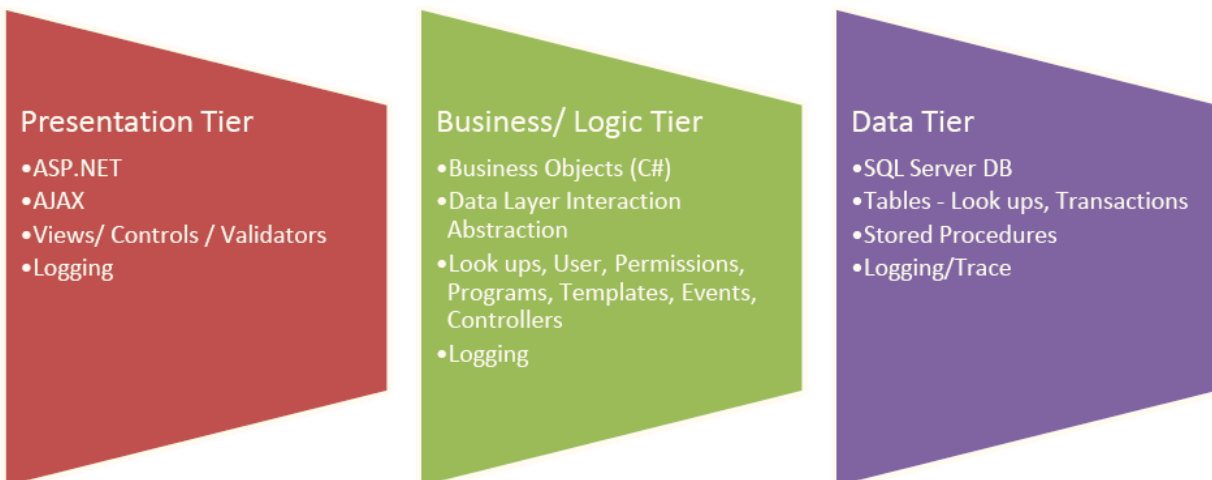 Presentation Tier
•ASP.NET
•AJAX
•Views/ Controls / Validators
•Logging
Business/ Logic Tier
•Business Objects (C#)
•Data Layer Interaction
Abstraction
•Look ups, User, Permissions,
Programs, Templates, Events,
Controllers
•Logging
Data Tier
•SQL Server DB
•Tables - Look ups, Transactions
•Stored Procedures
•Logging/Trace